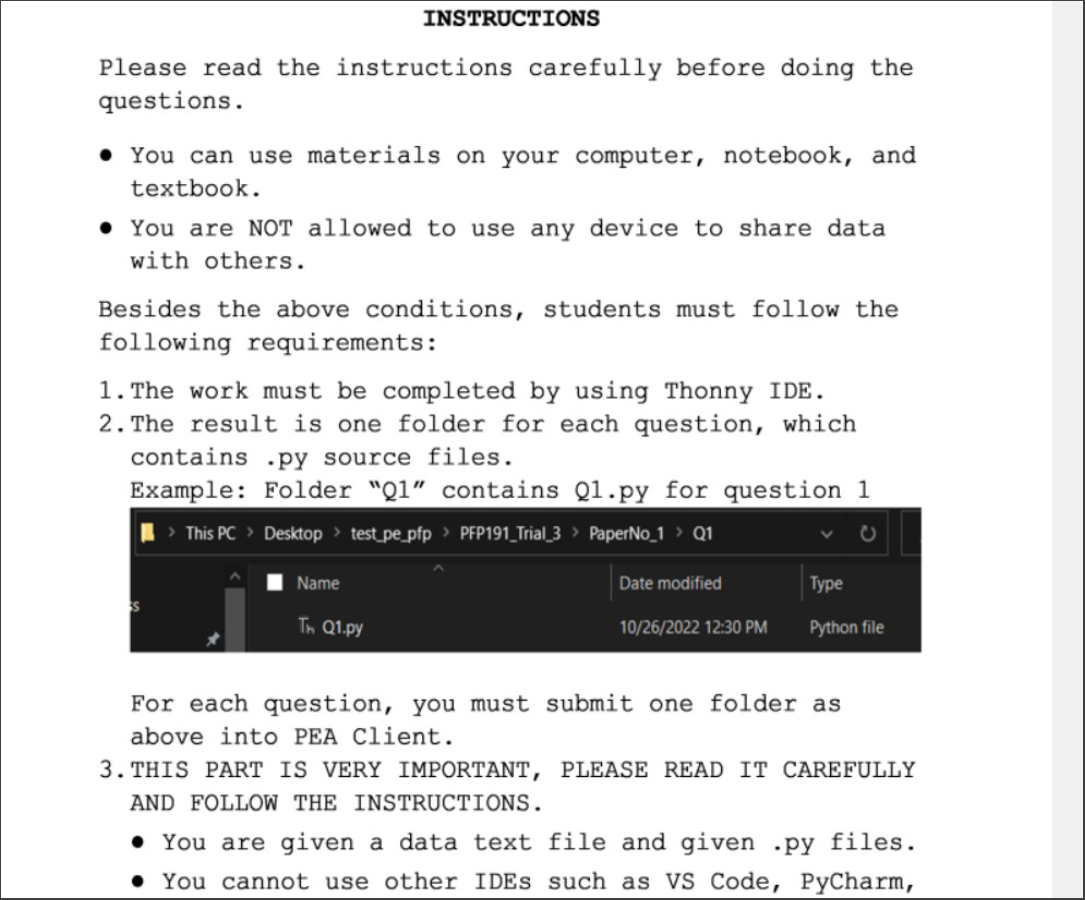 INSTRUCTIONS
Please read the instructions carefully before doing the
questions.
● You can use materials on your computer, notebook, and
textbook.
● You are NOT allowed to use any device to share data
with others.
Besides the above conditions, students must follow the
following requirements:
1.The work must be completed by using Thonny IDE.
2.The result is one folder for each question, which
contains .py source files.
Example: Folder “Q1” contains Q1.py for question 1
> This PC > Desktop > test_pe_pfp > PFP191_Trial_3 > PaperNo_1 > Q1
Name Date modified Type
ss
Th Q1.py 10/26/2022 12:30 PM Python file
For each question, you must submit one folder as
above into PEA Client.
3.THIS PART IS VERY IMPORTANT, PLEASE READ IT CAREFULLY
AND FOLLOW THE INSTRUCTIONS.
● You are given a data text file and given .py files.
● You cannot use other IDEs such as VS Code, PyCharm,